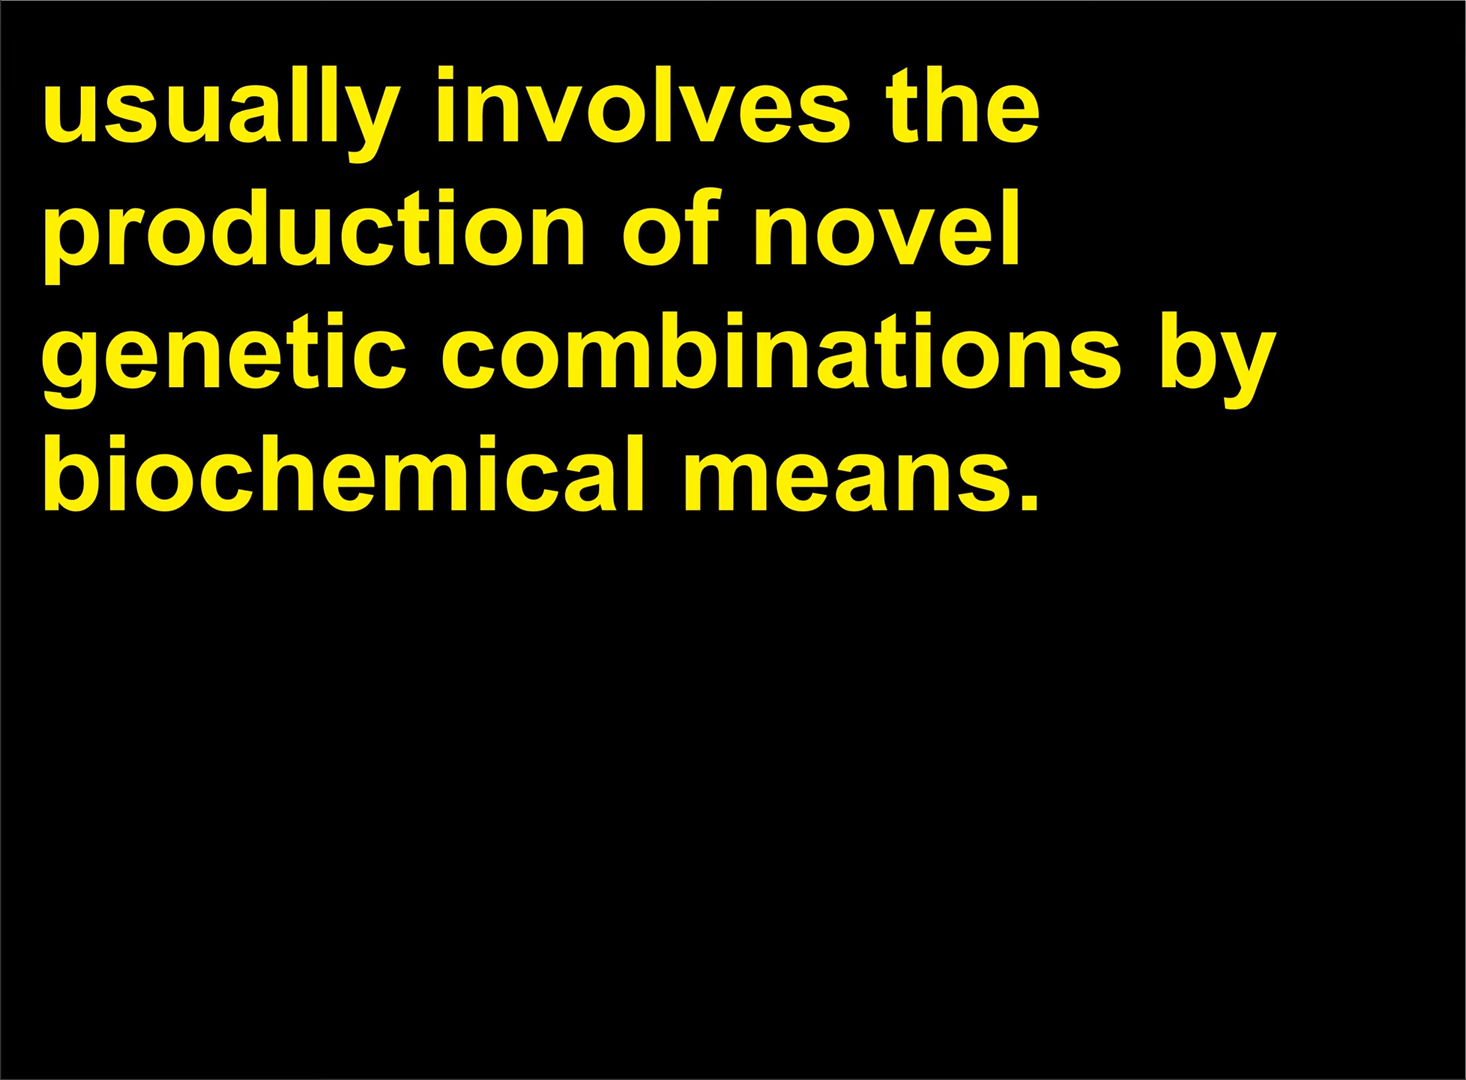 usually involves the
production of novel
genetic combinations by
biochemical means.